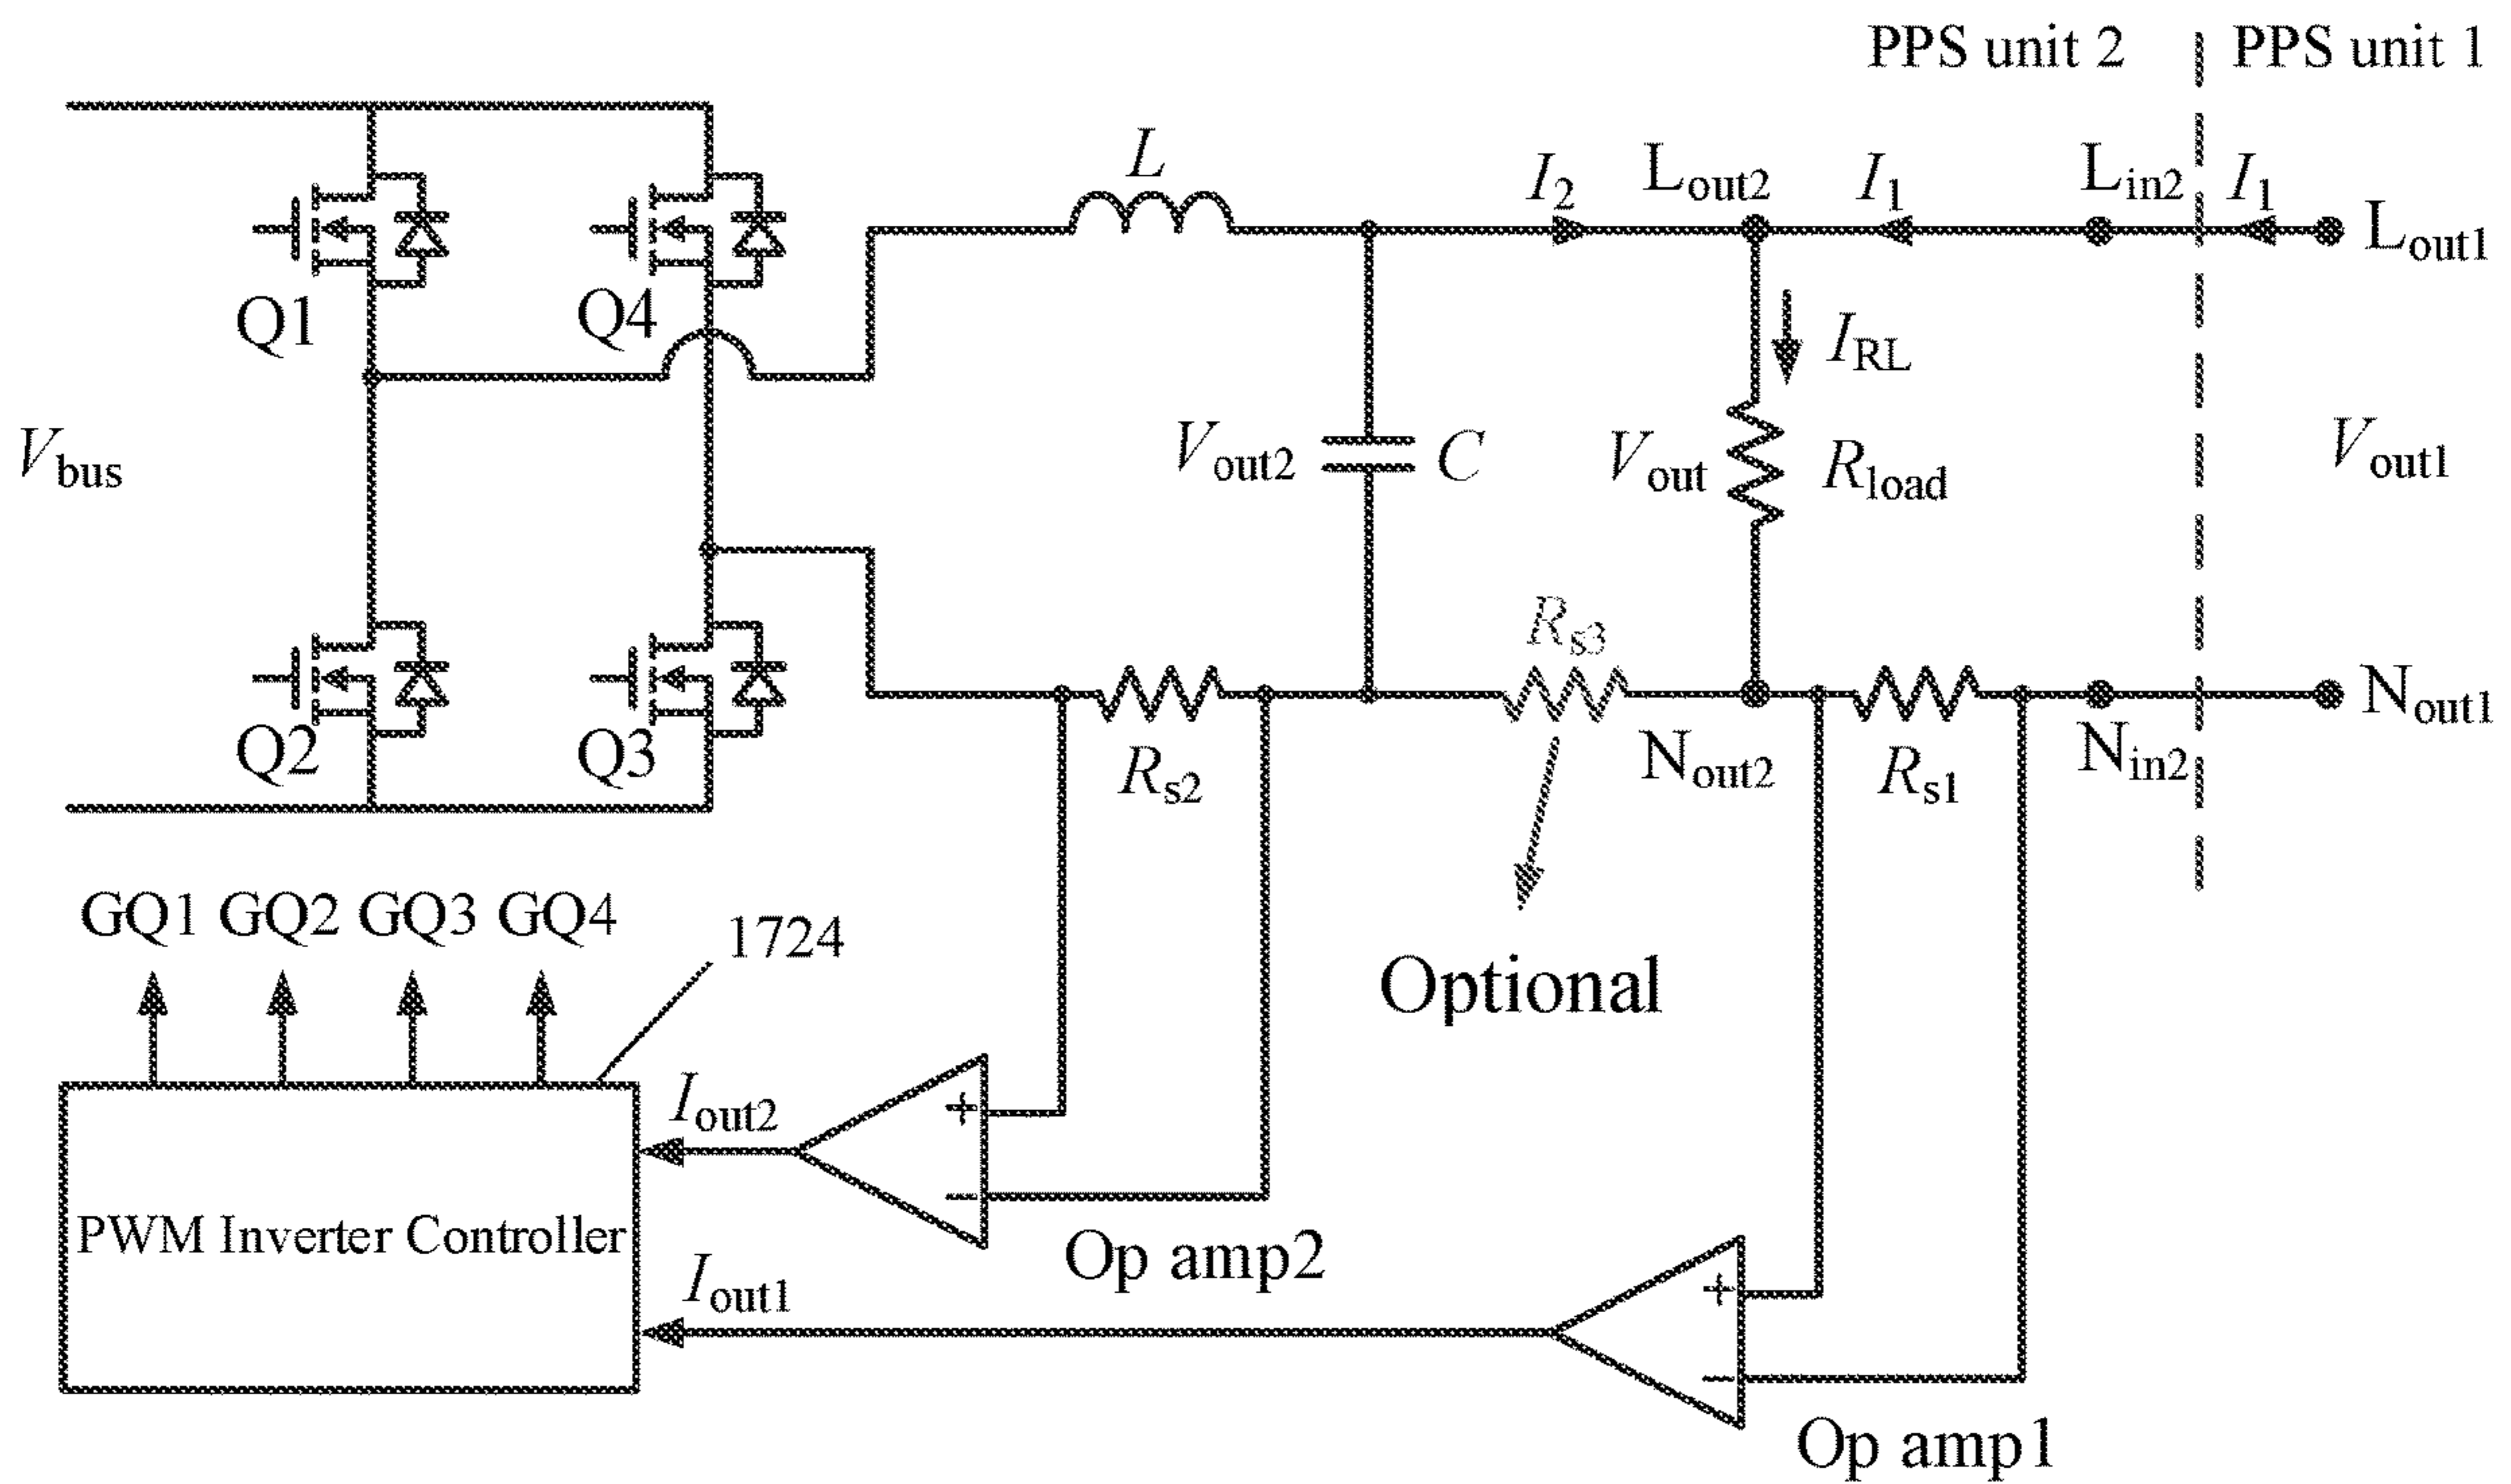 PPS unit 2
PPS unit 1
L
I2
Lout2
I1
Lin2
I1
Lout1
Q1
Q4
IRL
Vbus
Vout2
C
Vout
Rload
Vout1
Rs3
Q2
Q3
Rs2
Nout2
Rs1
Nin2
Nout1
GQ1 GQ2 GQ3 GQ4
1724
Optional
Iout2
+
−
PWM Inverter Controller
Op amp2
Iout1
+
−
Op amp1